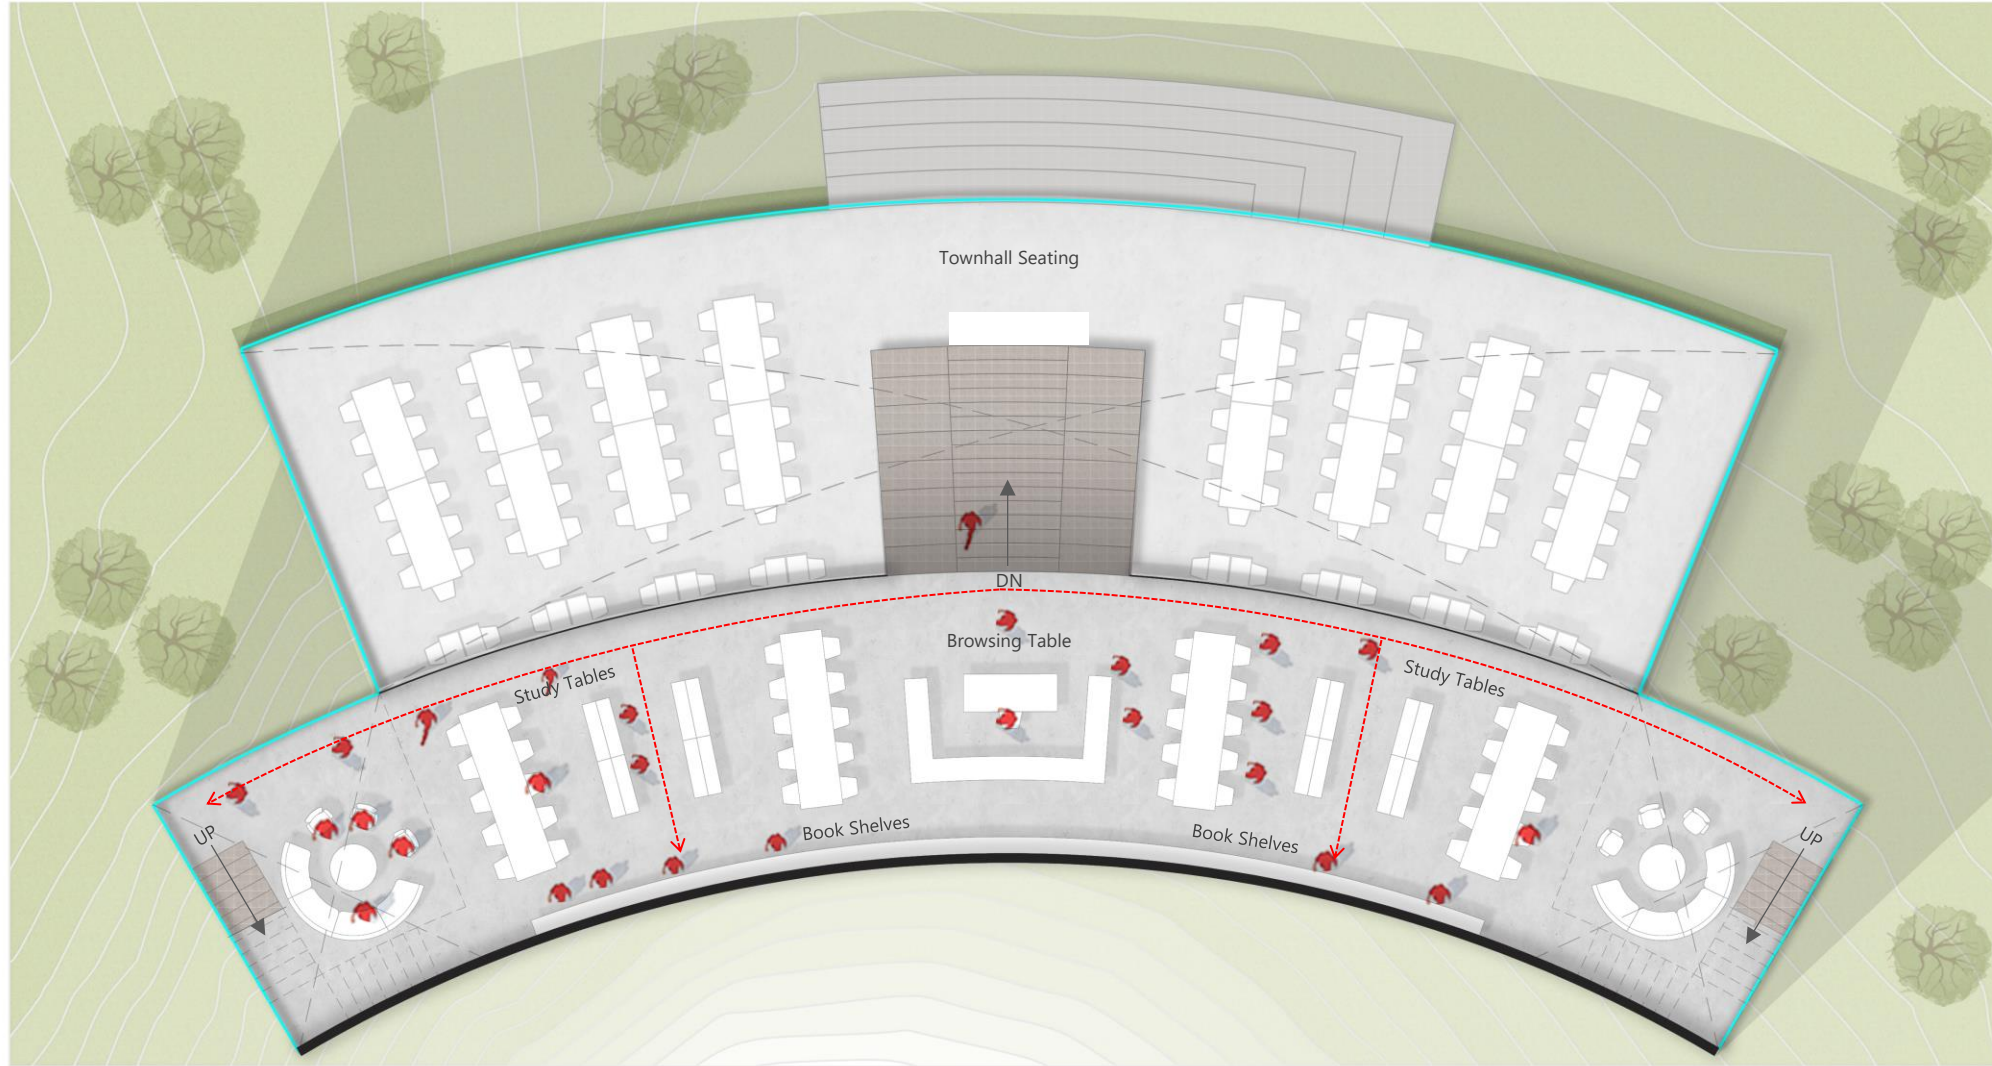 Townhall Seating
DN
Browsing Table
Study Tables
Study Tables
Book Shelves
Book Shelves
UP
UP